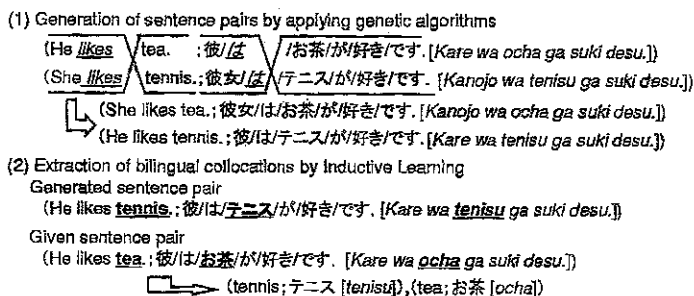 (1) Generation of sentence pairs by applying genetic algorithms
(He likes tea. ;彼/は /お茶/が/好き/です. [Kare wa ocha ga suki desu.])
(She likes tennis. ;彼女/は /テニス/が/好き/です. [Kanojo wa tenisu ga suki desu.])
(She likes tea.;彼女/は/お茶/が/好き/です. [Kanojo wa ocha ga suki desu.])
(He likes tennis.;彼/は/テニス/が/好き/です. [Kare wa tenisu ga suki desu.])
(2) Extraction of bilingual collocations by Inductive Learning
Generated sentence pair
(He likes tennis.;彼/は/テニス/が/好き/です. [Kare wa tenisu ga suki desu.])
Given sentence pair
(He likes tea.;彼/は/お茶/が/好き/です. [Kare wa ocha ga suki desu.])
(tennis;テニス [tenisu]),(tea;お茶 [ocha])